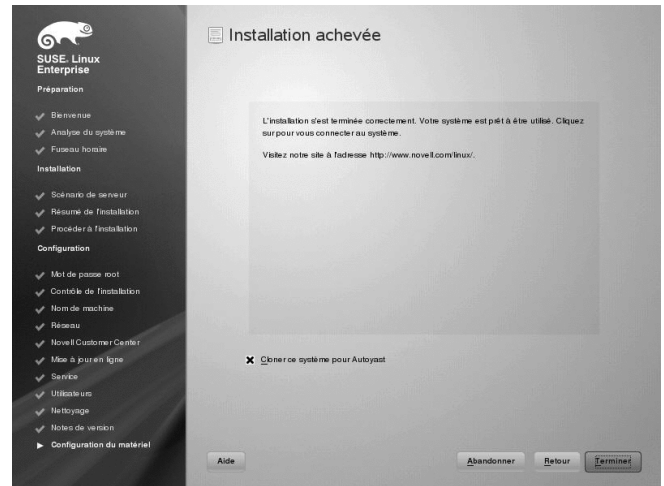 SUSE. Linux
Enterprise
Préparation
Bienvenue
Analyse du système
Fuseau horaire
Installation
Scénario de serveur
Résumé de l'installation
Procéder à l'installation
Configuration
Mot de passe root
Contrôle de l'installation
Nom de machine
Réseau
Novell Customer Center
Mise à jour en ligne
Service
Utilisateurs
Nettoyage
Notes de version
Configuration du matériel
Installation achevée
L'installation s'est terminée correctement. Votre système est prêt à être utilisé. Cliquez
sur pour vous connecter au système.
Visitez notre site à l'adresse http://www.novell.com/linux/.
Cloner ce système pour Autoyast
Aide
Abandonner
Retour
Terminer